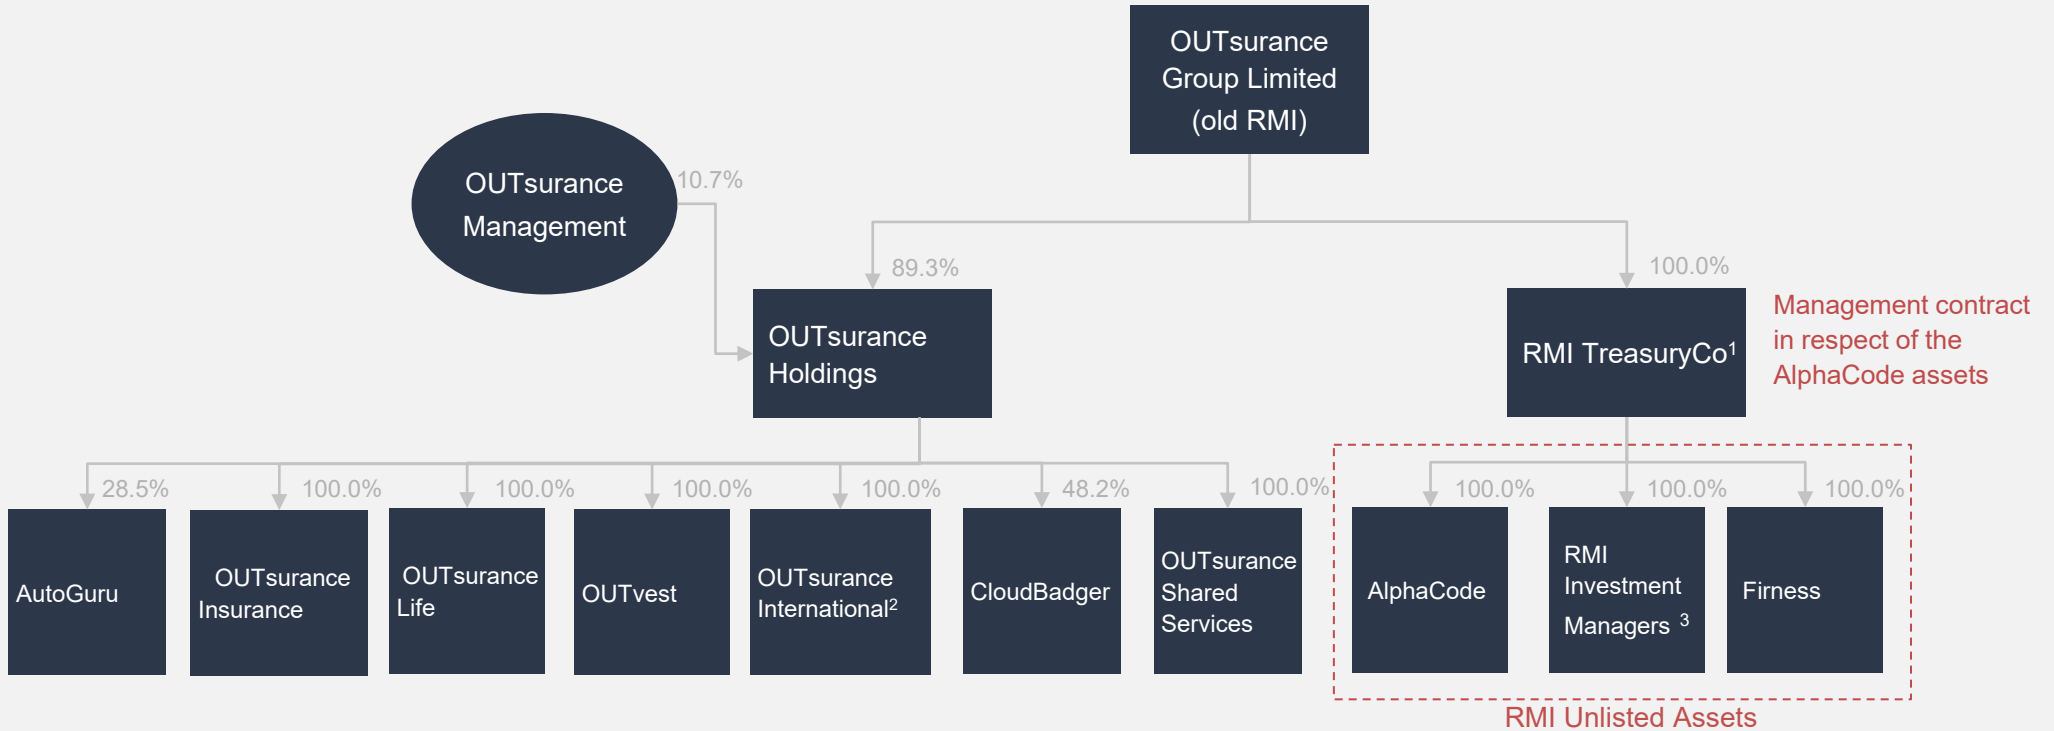 OUTsurance
Group Limited
(old RMI)
OUTsurance
Management
10.7%
89.3%
100.0%
OUTsurance
Holdings
RMI TreasuryCo¹
Management contract
in respect of the
AlphaCode assets
28.5%
100.0%
100.0%
100.0%
100.0%
48.2%
100.0%
100.0%
100.0%
100.0%
AutoGuru
OUTsurance
Insurance
OUTsurance
Life
OUTvest
OUTsurance
International²
CloudBadger
OUTsurance
Shared
Services
AlphaCode
RMI
Investment
Managers ³
Firness
RMI Unlisted Assets